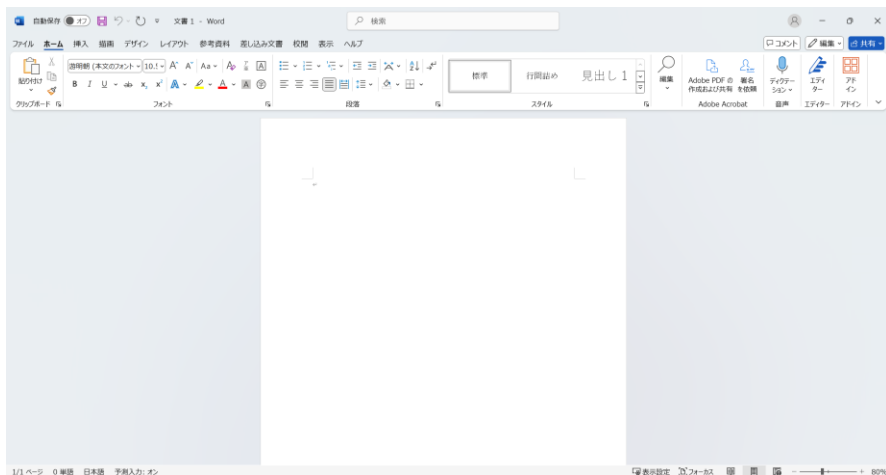 自動保存 オフ 文書 1 - Word 検索
ファイル ホーム 挿入 描画 デザイン レイアウト 参考資料 差し込み文書 校閲 表示 ヘルプ コメント 編集 共有
游明朝 (本文のフォント 10.5 A A Aa
貼り付け B I U ab x₂ x² A A A 標準 行間詰め 見出し 1 編集 Adobe PDF の 作成および共有 署名 を依頼 ディクテー ション エディ ター アド イン
クリップボード フォント 段落 スタイル Adobe Acrobat 音声 エディター アドイン
1/1 ページ 0 単語 日本語 予測入力: オン 表示設定 フォーカス 80%